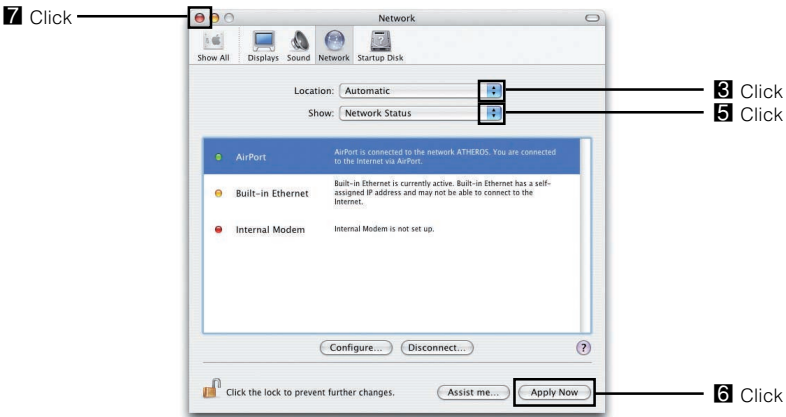 7 Click
Network
Show All Displays Sound Network Startup Disk
Location: Automatic
3 Click
Show: Network Status
5 Click
AirPort
AirPort is connected to the network ATHEROS. You are connected
to the Internet via AirPort.
Built-in Ethernet
Built-in Ethernet is currently active. Built-in Ethernet has a self-
assigned IP address and may not be able to connect to the
Internet.
Internal Modem
Internal Modem is not set up.
Configure... Disconnect... ?
Click the lock to prevent further changes. Assist me... Apply Now
6 Click